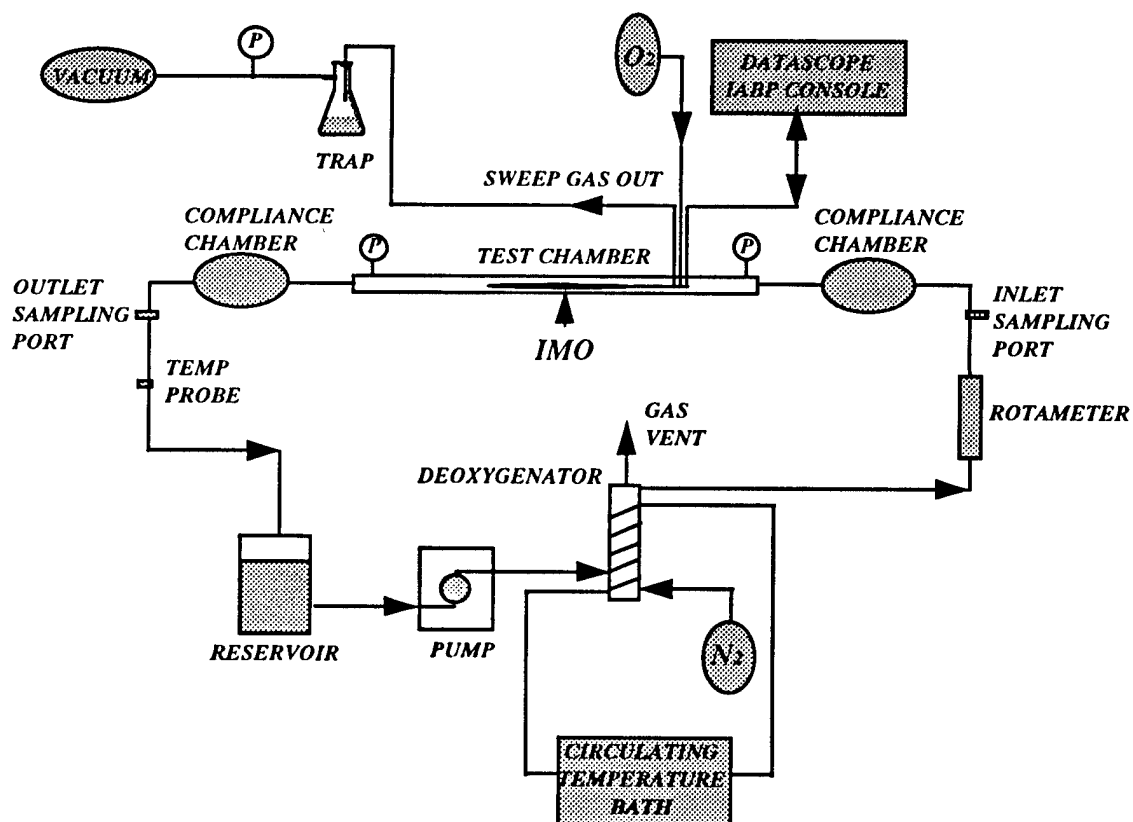 P
VACUUM
O2
DATASCOPE
IABP CONSOLE
TRAP
SWEEP GAS OUT
COMPLIANCE
CHAMBER
COMPLIANCE
CHAMBER
P
TEST CHAMBER
P
OUTLET
SAMPLING
PORT
INLET
SAMPLING
PORT
IMO
TEMP
PROBE
GAS
VENT
ROTAMETER
DEOXYGENATOR
RESERVOIR
PUMP
N2
CIRCULATING
TEMPERATURE
BATH